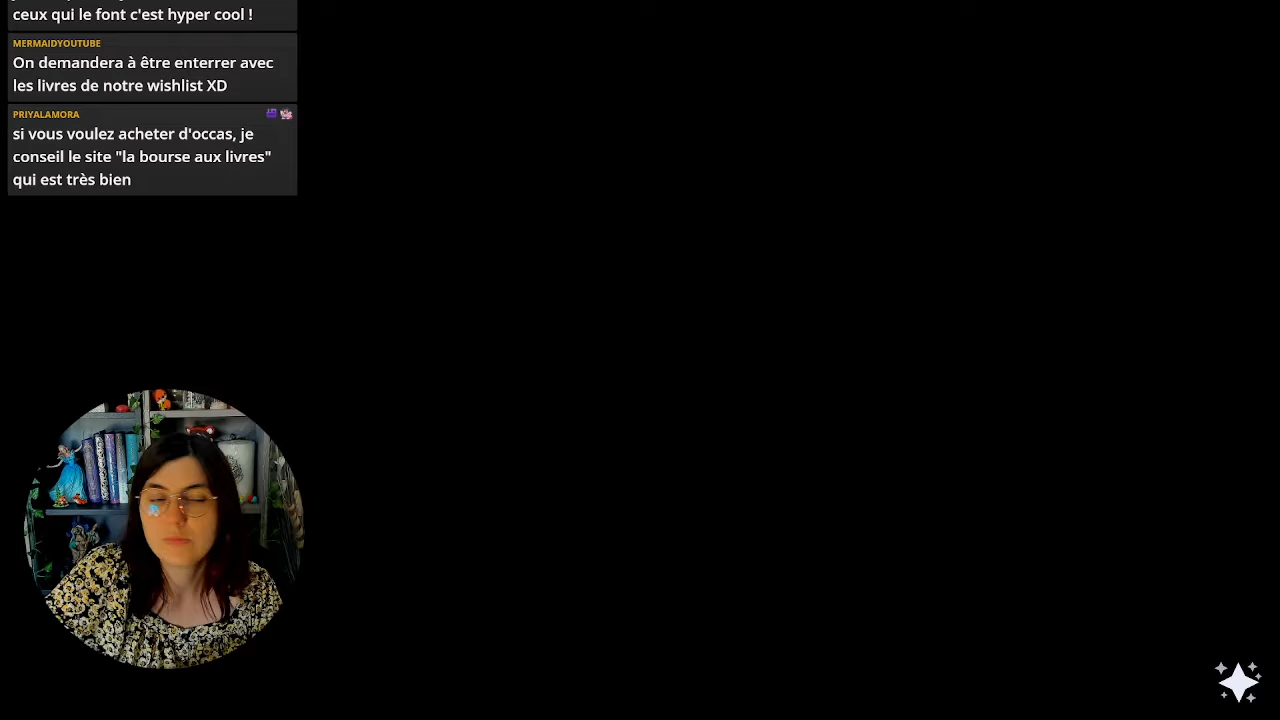 ceux qui le font c'est hyper cool !
MERMAIDYOUTUBE
On demandera à être enterrer avec
les livres de notre wishlist XD
PRIYALAMORA
si vous voulez acheter d'occas, je
conseil le site "la bourse aux livres"
qui est très bien